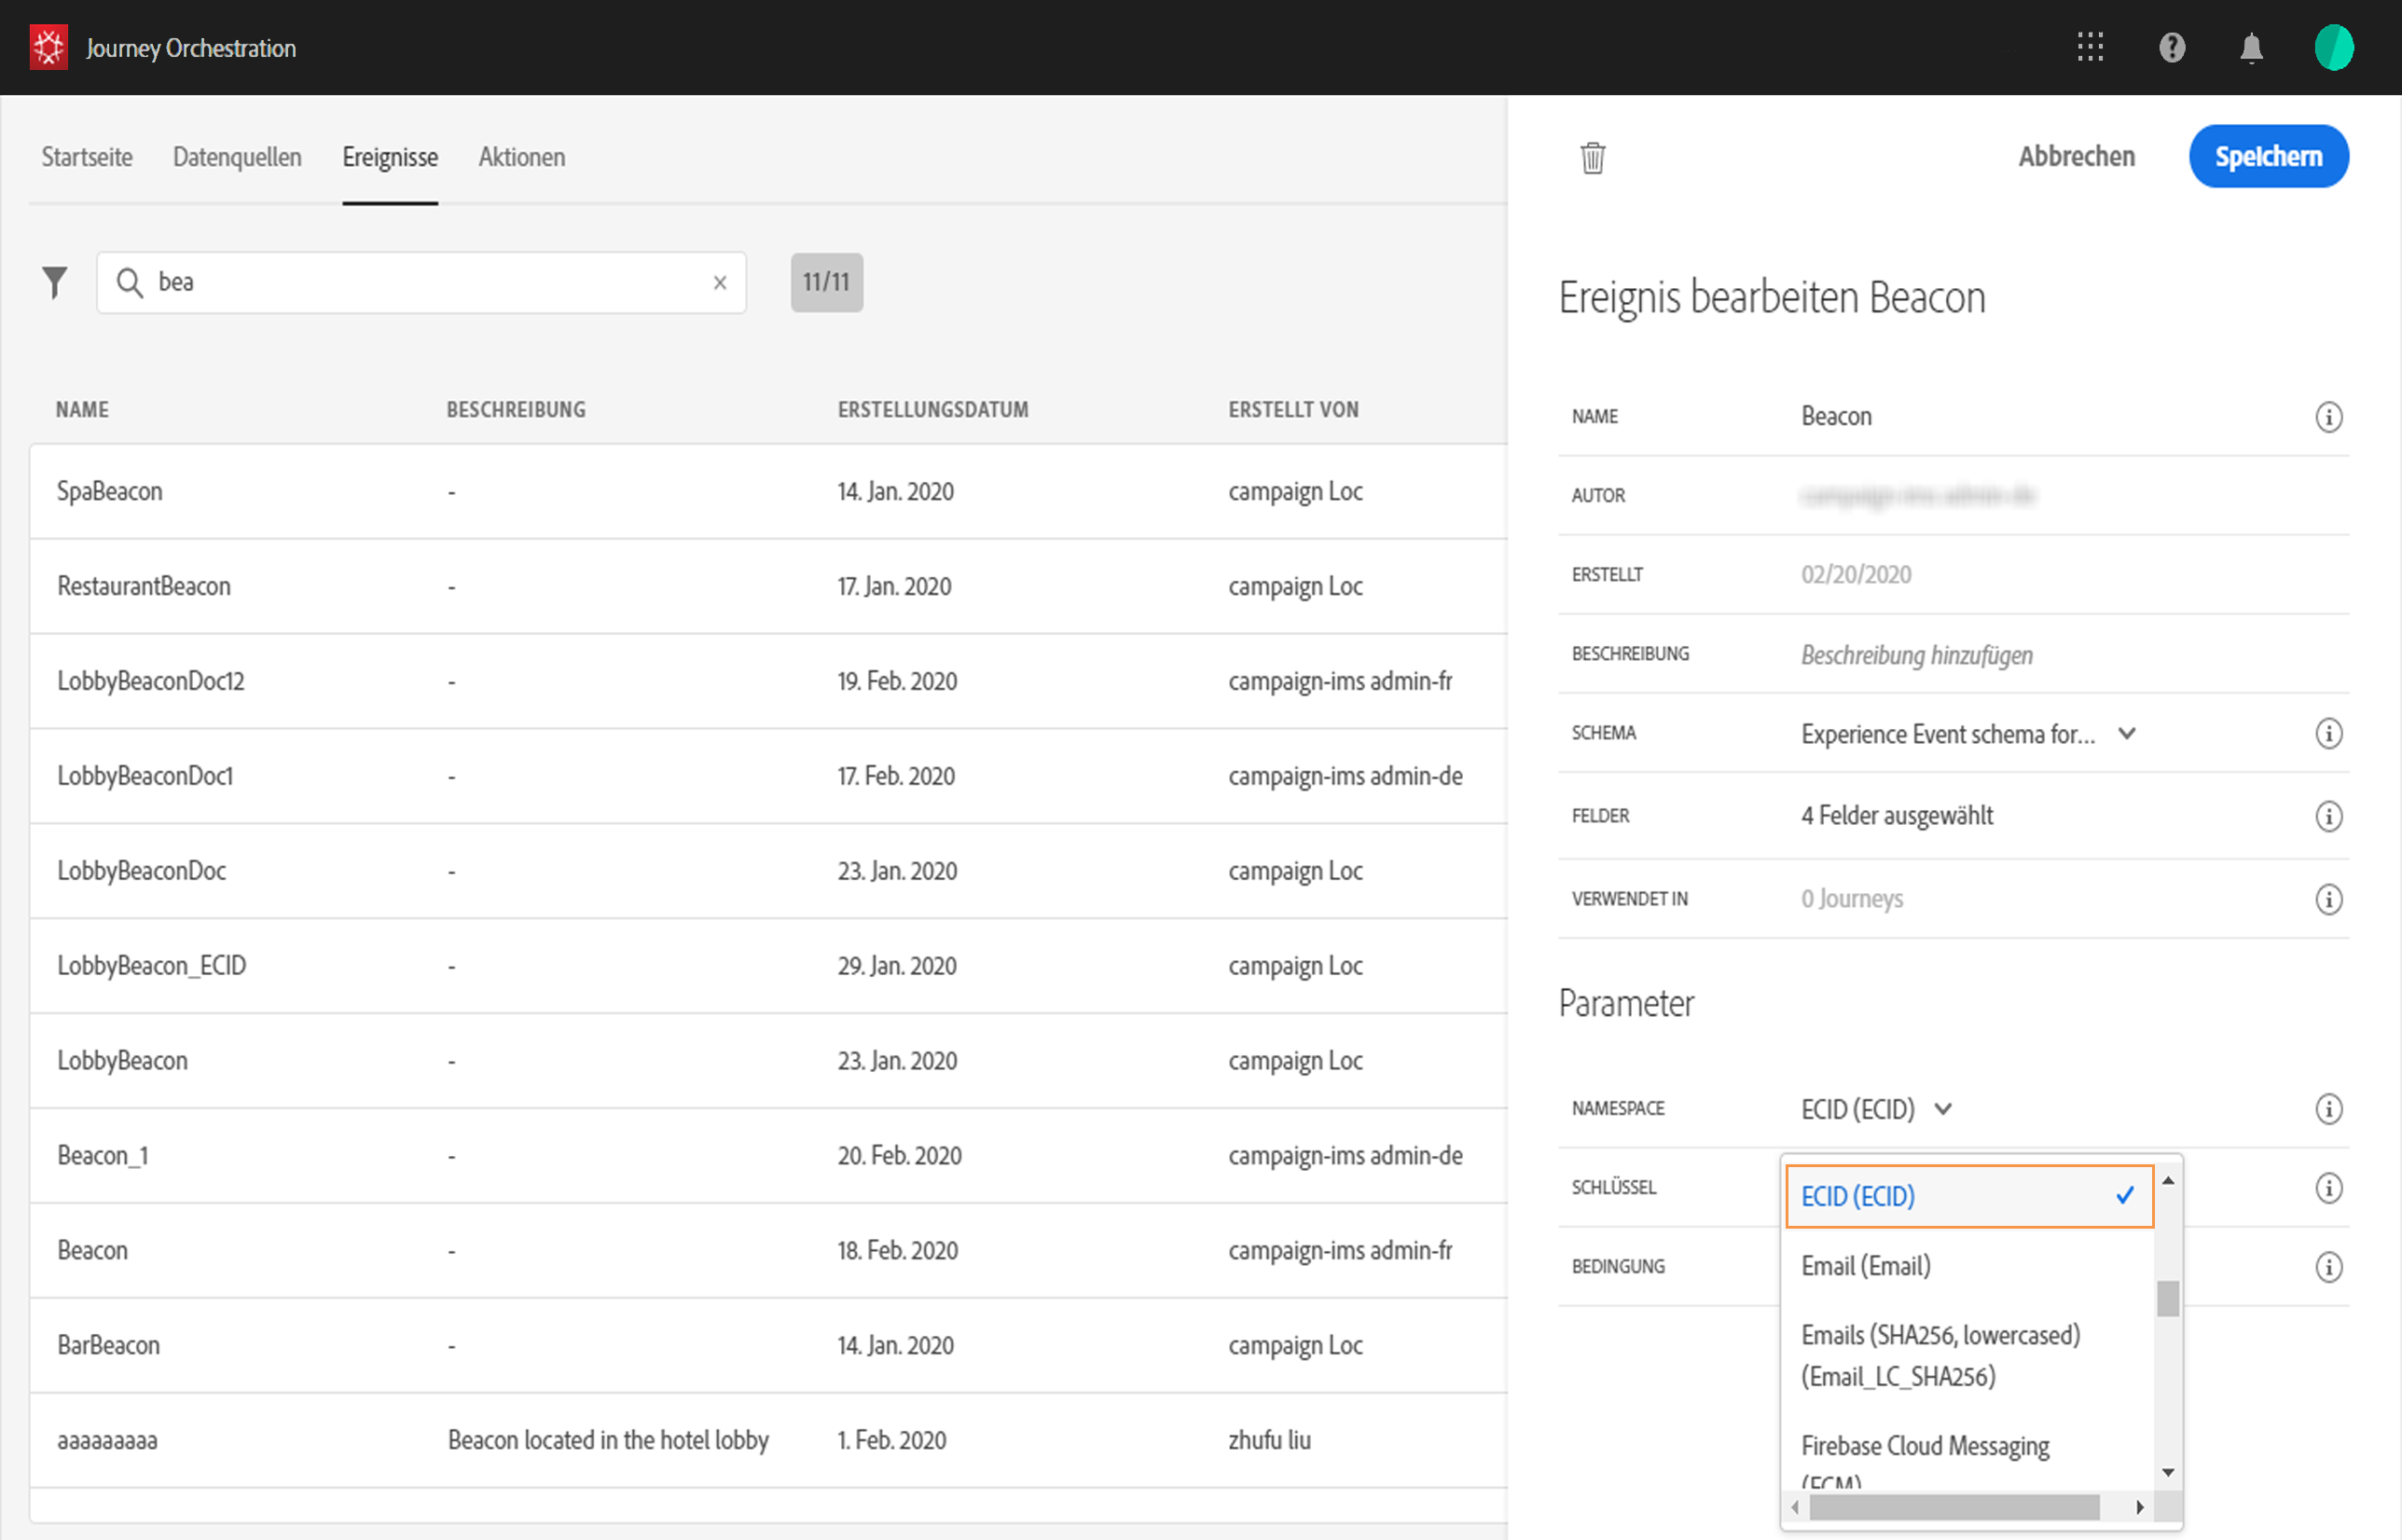 Journey Orchestration
Startseite Datenquellen Ereignisse Aktionen
bea 11/11
NAME BESCHREIBUNG ERSTELLUNGSDATUM ERSTELLT VON
SpaBeacon - 14. Jan. 2020 campaign Loc
RestaurantBeacon - 17. Jan. 2020 campaign Loc
LobbyBeaconDoc12 - 19. Feb. 2020 campaign-ims admin-fr
LobbyBeaconDoc1 - 17. Feb. 2020 campaign-ims admin-de
LobbyBeaconDoc - 23. Jan. 2020 campaign Loc
LobbyBeacon_ECID - 29. Jan. 2020 campaign Loc
LobbyBeacon - 23. Jan. 2020 campaign Loc
Beacon_1 - 20. Feb. 2020 campaign-ims admin-de
Beacon - 18. Feb. 2020 campaign-ims admin-fr
BarBeacon - 14. Jan. 2020 campaign Loc
aaaaaaaaa Beacon located in the hotel lobby 1. Feb. 2020 zhufu liu
Abbrechen Speichern
Ereignis bearbeiten Beacon
NAME Beacon
AUTOR
ERSTELLT 02/20/2020
BESCHREIBUNG Beschreibung hinzufügen
SCHEMA Experience Event schema for...
FELDER 4 Felder ausgewählt
VERWENDET IN 0 Journeys
Parameter
NAMESPACE ECID (ECID)
SCHLÜSSEL
BEDINGUNG
ECID (ECID)
Email (Email)
Emails (SHA256, lowercased)
(Email_LC_SHA256)
Firebase Cloud Messaging
(FCM)